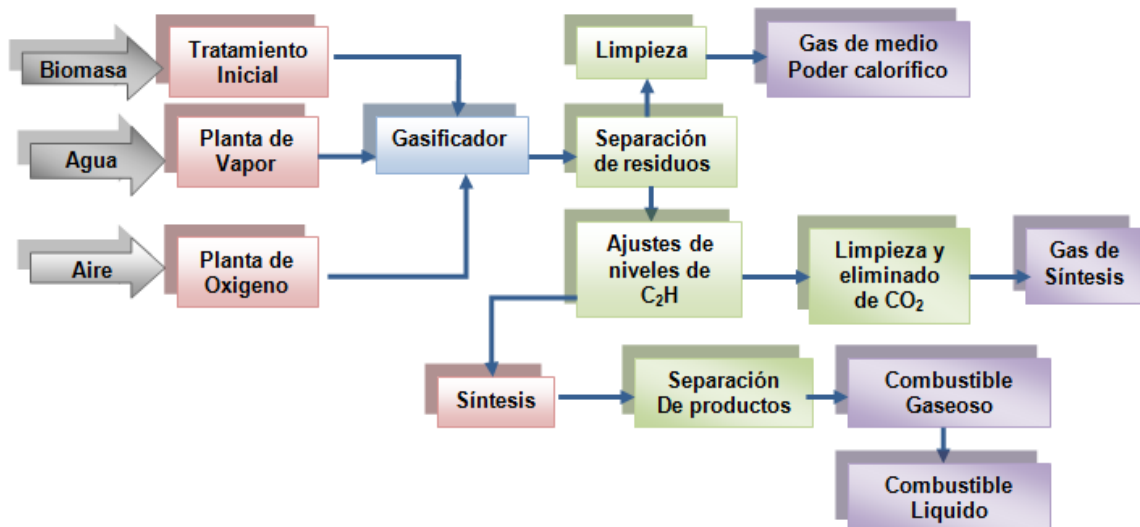 Biomasa
Tratamiento
Inicial
Limpieza
Gas de medio
Poder calorífico
Agua
Planta de
Vapor
Gasificador
Separación
de residuos
Aire
Planta de
Oxigeno
Ajustes de
niveles de
C₂H
Limpieza y
eliminado
de CO₂
Gas de
Síntesis
Síntesis
Separación
De productos
Combustible
Gaseoso
Combustible
Liquido